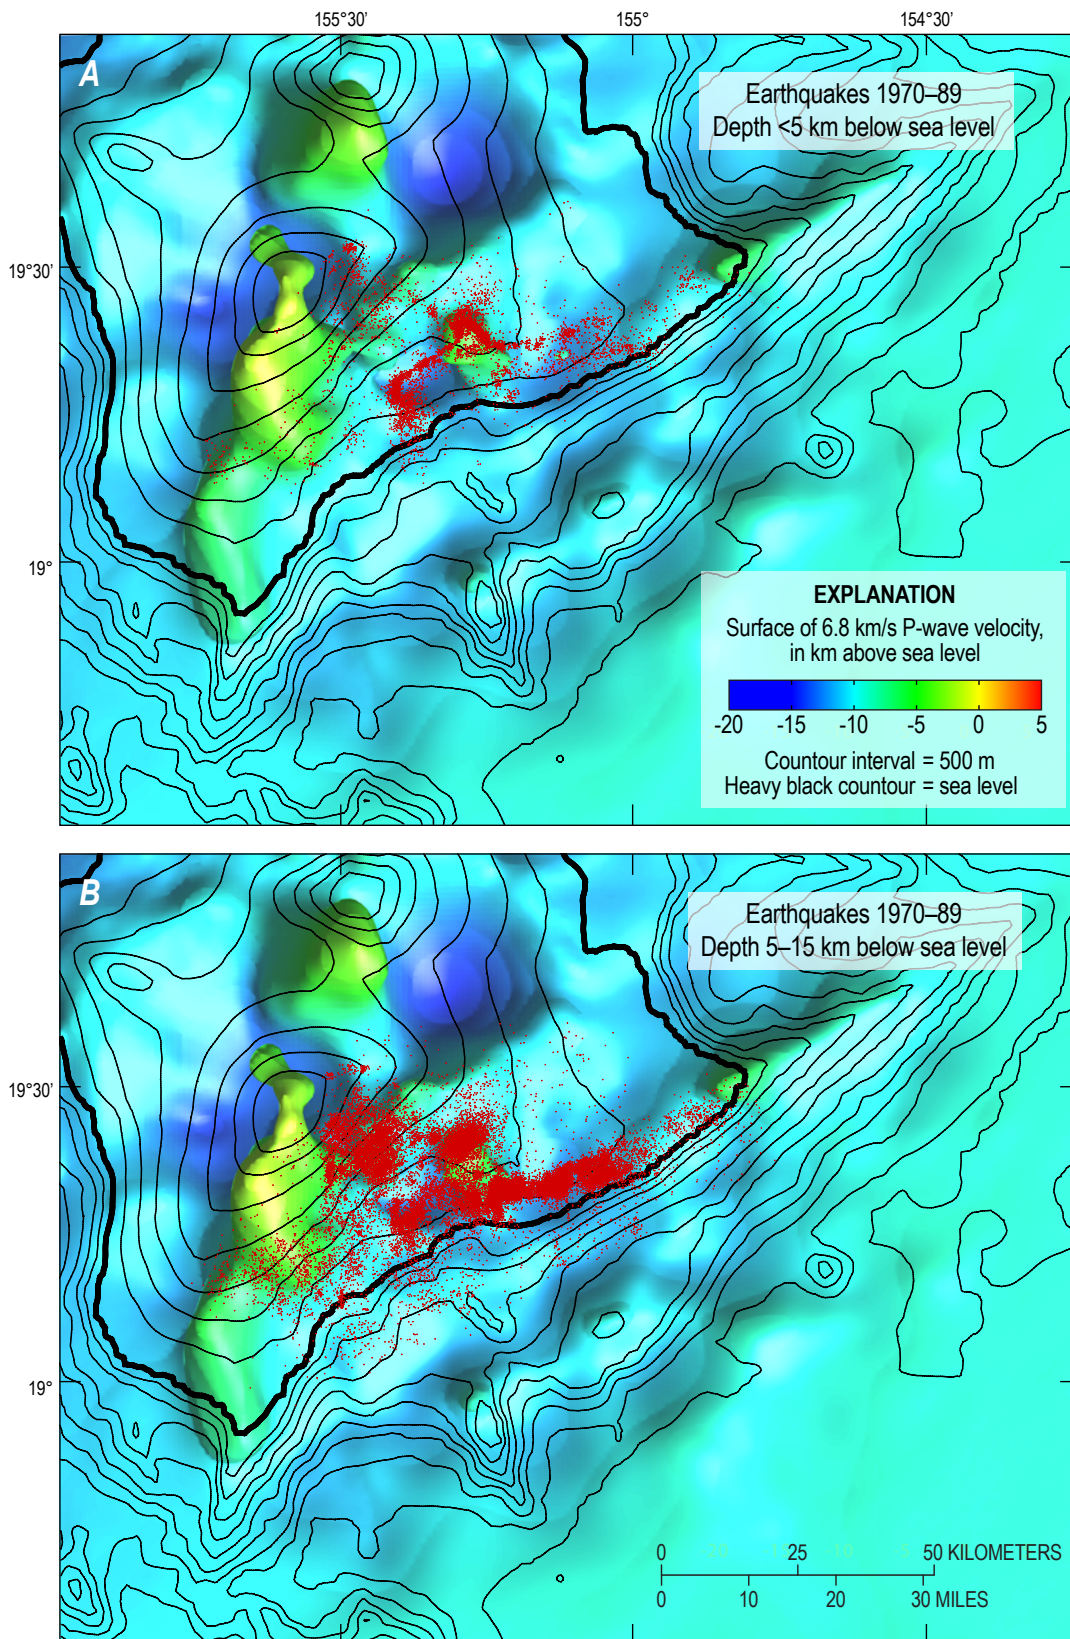 155°30'
155°
154°30'
A
Earthquakes 1970–89
Depth <5 km below sea level
19°30'
19°
EXPLANATION
Surface of 6.8 km/s P-wave velocity,
in km above sea level
-20 -15 -10 -5 0 5
Countour interval = 500 m
Heavy black countour = sea level
B
Earthquakes 1970–89
Depth 5–15 km below sea level
19°30'
19°
0 25 50 KILOMETERS
0 10 20 30 MILES